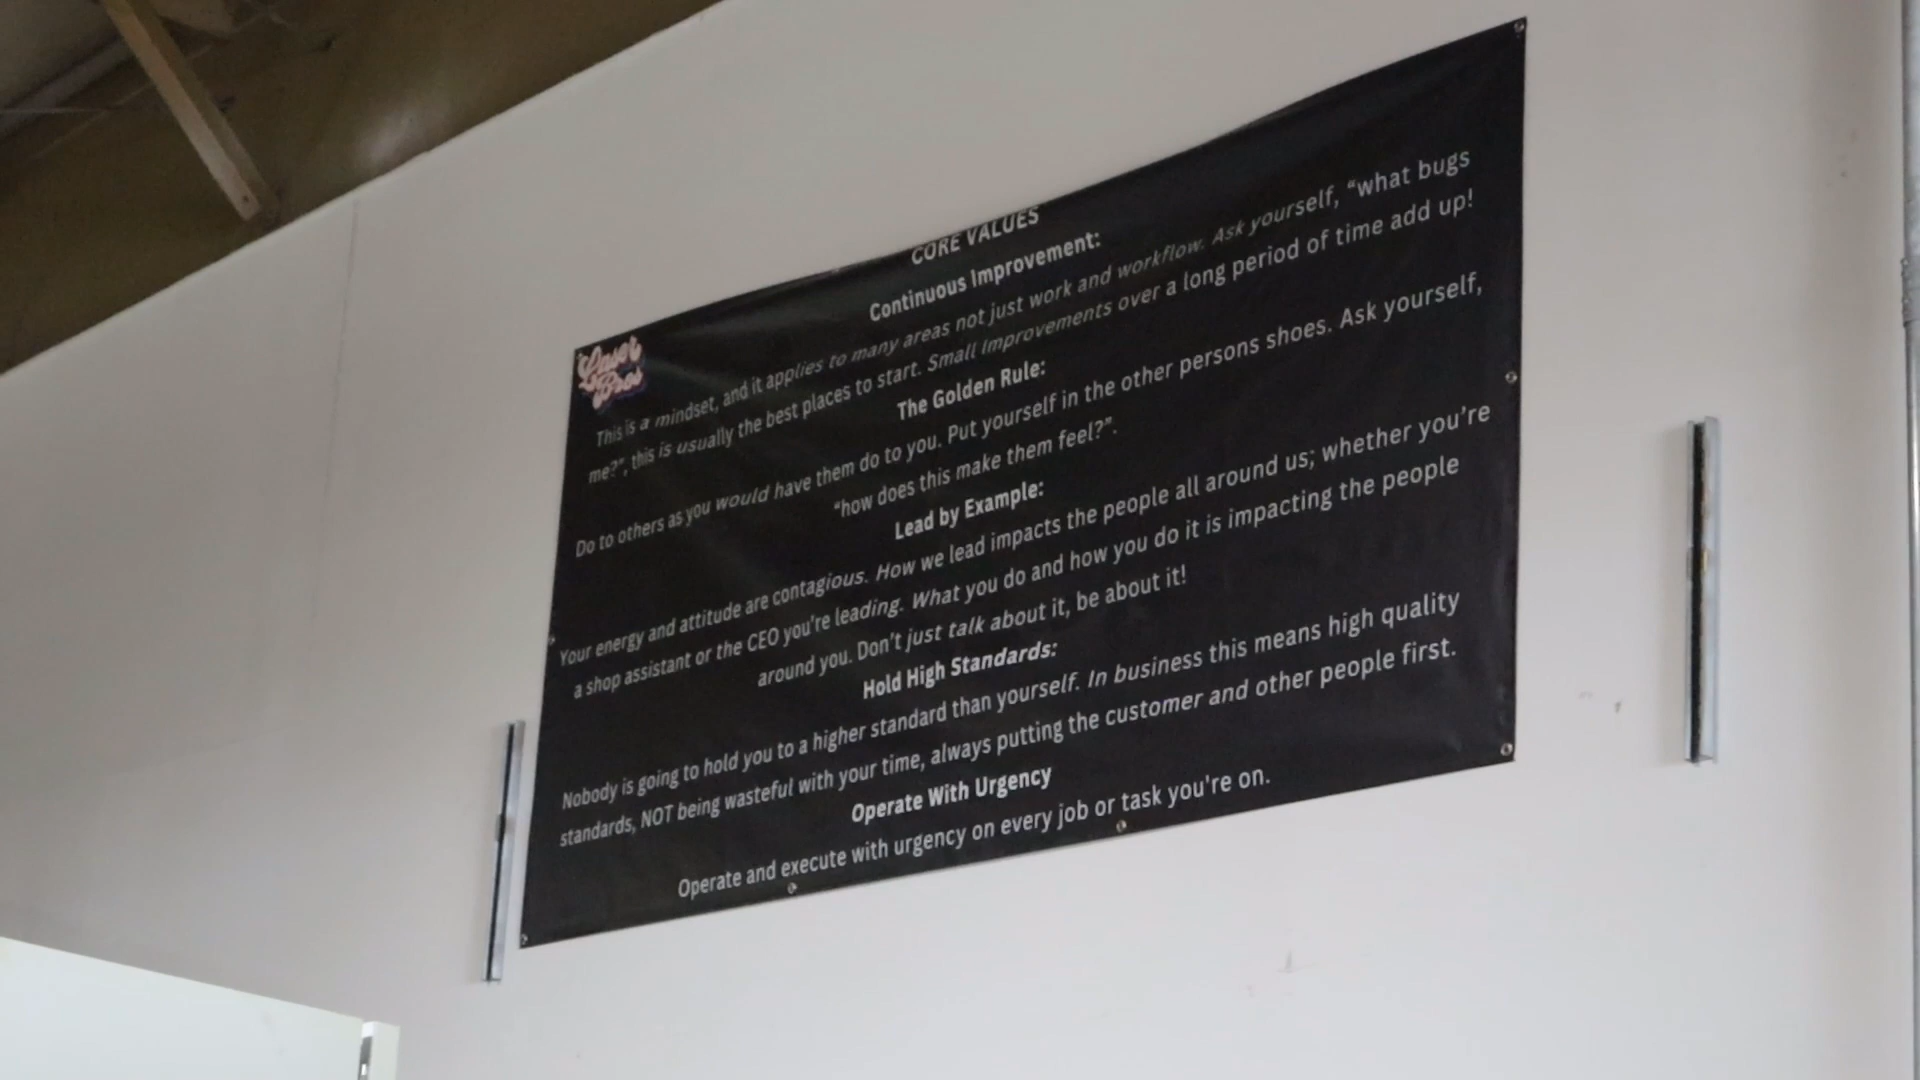 CORE VALUES
Continuous Improvement:
This is a mindset, and it applies to many areas not just work and workflow. Ask yourself, “what bugs
me?”, this is usually the best places to start. Small Improvements over a long period of time add up!
The Golden Rule:
Do to others as you would have them do to you. Put yourself in the other persons shoes. Ask yourself,
“how does this make them feel?”.
Lead by Example:
Your energy and attitude are contagious. How we lead impacts the people all around us; whether you’re
a shop assistant or the CEO you're leading. What you do and how you do it is impacting the people
around you. Don’t just talk about it, be about it!
Hold High Standards:
Nobody is going to hold you to a higher standard than yourself. In business this means high quality
standards, NOT being wasteful with your time, always putting the customer and other people first.
Operate With Urgency
Operate and execute with urgency on every job or task you're on.
Laser
Bros